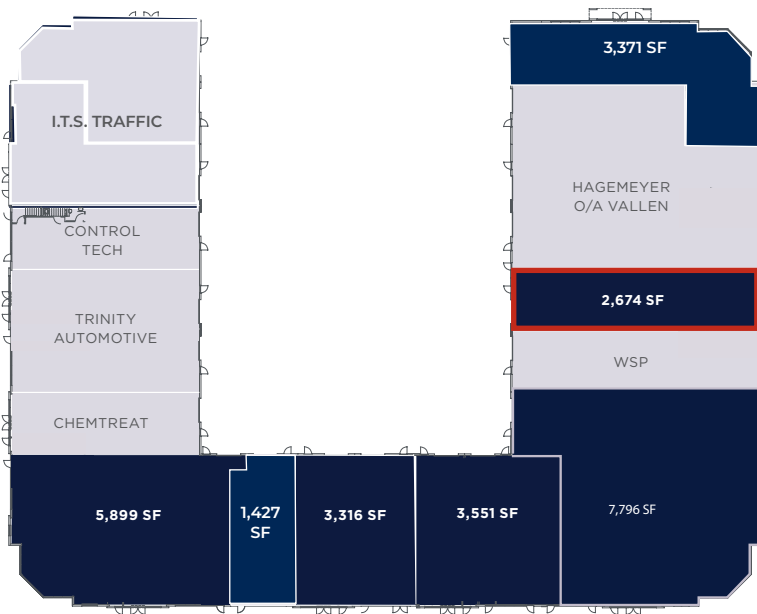 3,371 SF
I.T.S. TRAFFIC
HAGEMEYER
O/A VALLEN
CONTROL
TECH
2,674 SF
TRINITY
AUTOMOTIVE
WSP
CHEMTREAT
5,899 SF
1,427
SF
3,316 SF
3,551 SF
7,796 SF